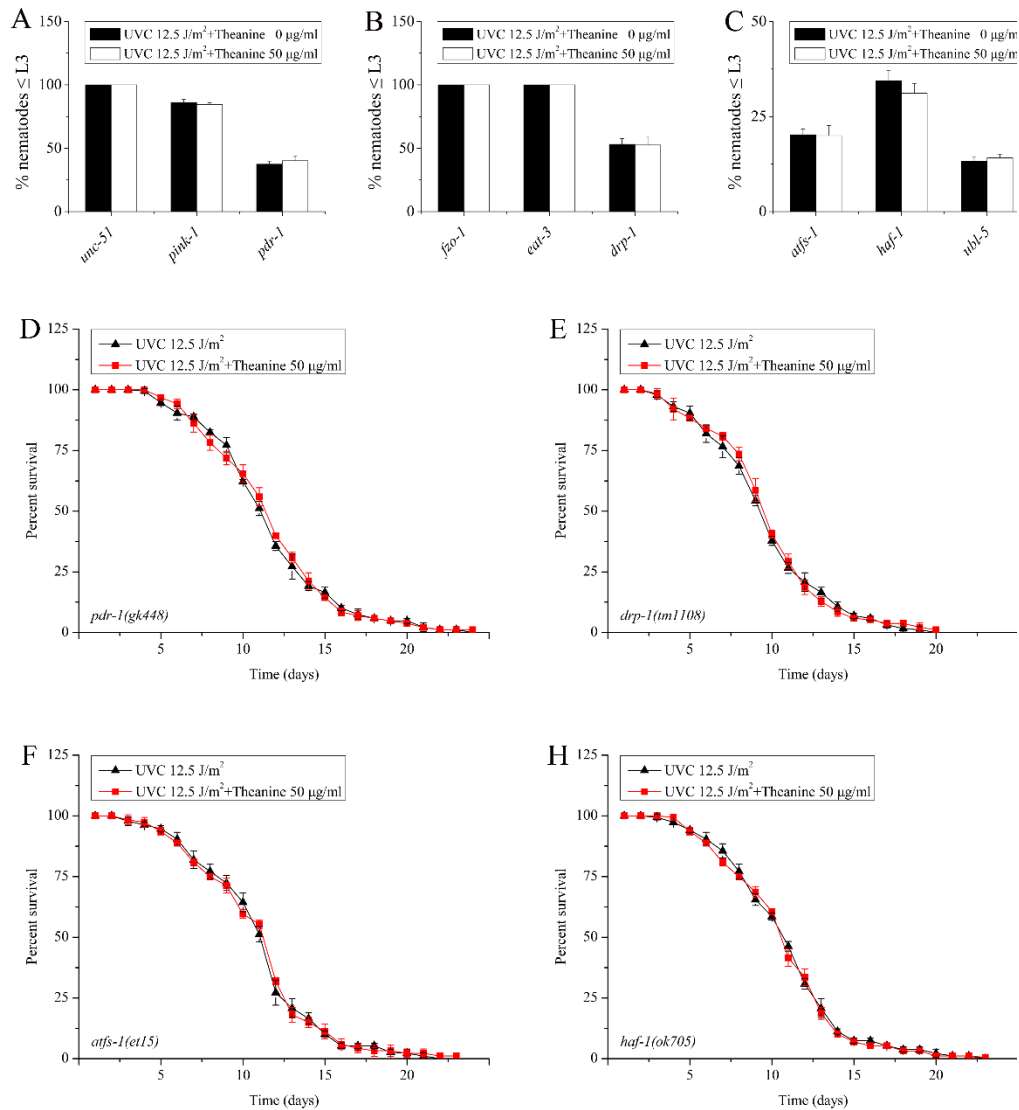 A
UVC 12.5 J/m²+Theanine 0 μg/ml
UVC 12.5 J/m²+Theanine 50 μg/ml
% nematodes ≤ L3
150
100
50
0
unc-51
pink-1
pdr-1
B
UVC 12.5 J/m²+Theanine 0 μg/ml
UVC 12.5 J/m²+Theanine 50 μg/ml
% nematodes ≤ L3
150
100
50
0
fzo-1
eat-3
drp-1
C
UVC 12.5 J/m²+Theanine 0 μg/ml
UVC 12.5 J/m²+Theanine 50 μg/ml
% nematodes ≤ L3
50
25
0
atfs-1
haf-1
ubl-5
D
UVC 12.5 J/m²
UVC 12.5 J/m²+Theanine 50 μg/ml
Percent survival
125
100
75
50
25
0
pdr-1(gk448)
5
10
15
20
Time (days)
E
UVC 12.5 J/m²
UVC 12.5 J/m²+Theanine 50 μg/ml
Percent survival
125
100
75
50
25
0
drp-1(tm1108)
5
10
15
20
Time (days)
F
UVC 12.5 J/m²
UVC 12.5 J/m²+Theanine 50 μg/ml
Percent survival
125
100
75
50
25
0
atfs-1(et15)
5
10
15
20
Time (days)
H
UVC 12.5 J/m²
UVC 12.5 J/m²+Theanine 50 μg/ml
Percent survival
125
100
75
50
25
0
haf-1(ok705)
5
10
15
20
Time (days)